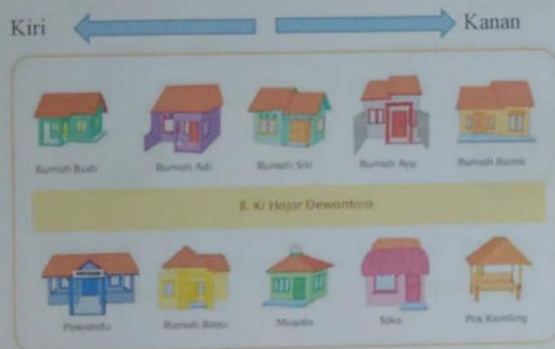 Kiri Kanan
Rumah Budi Rumah Adi Rumah Siti Rumah Ayu Rumah
Jl. Ki Hajar Dewantara
Posyandu Rumah Bayu Musala Toko Pos Kamling